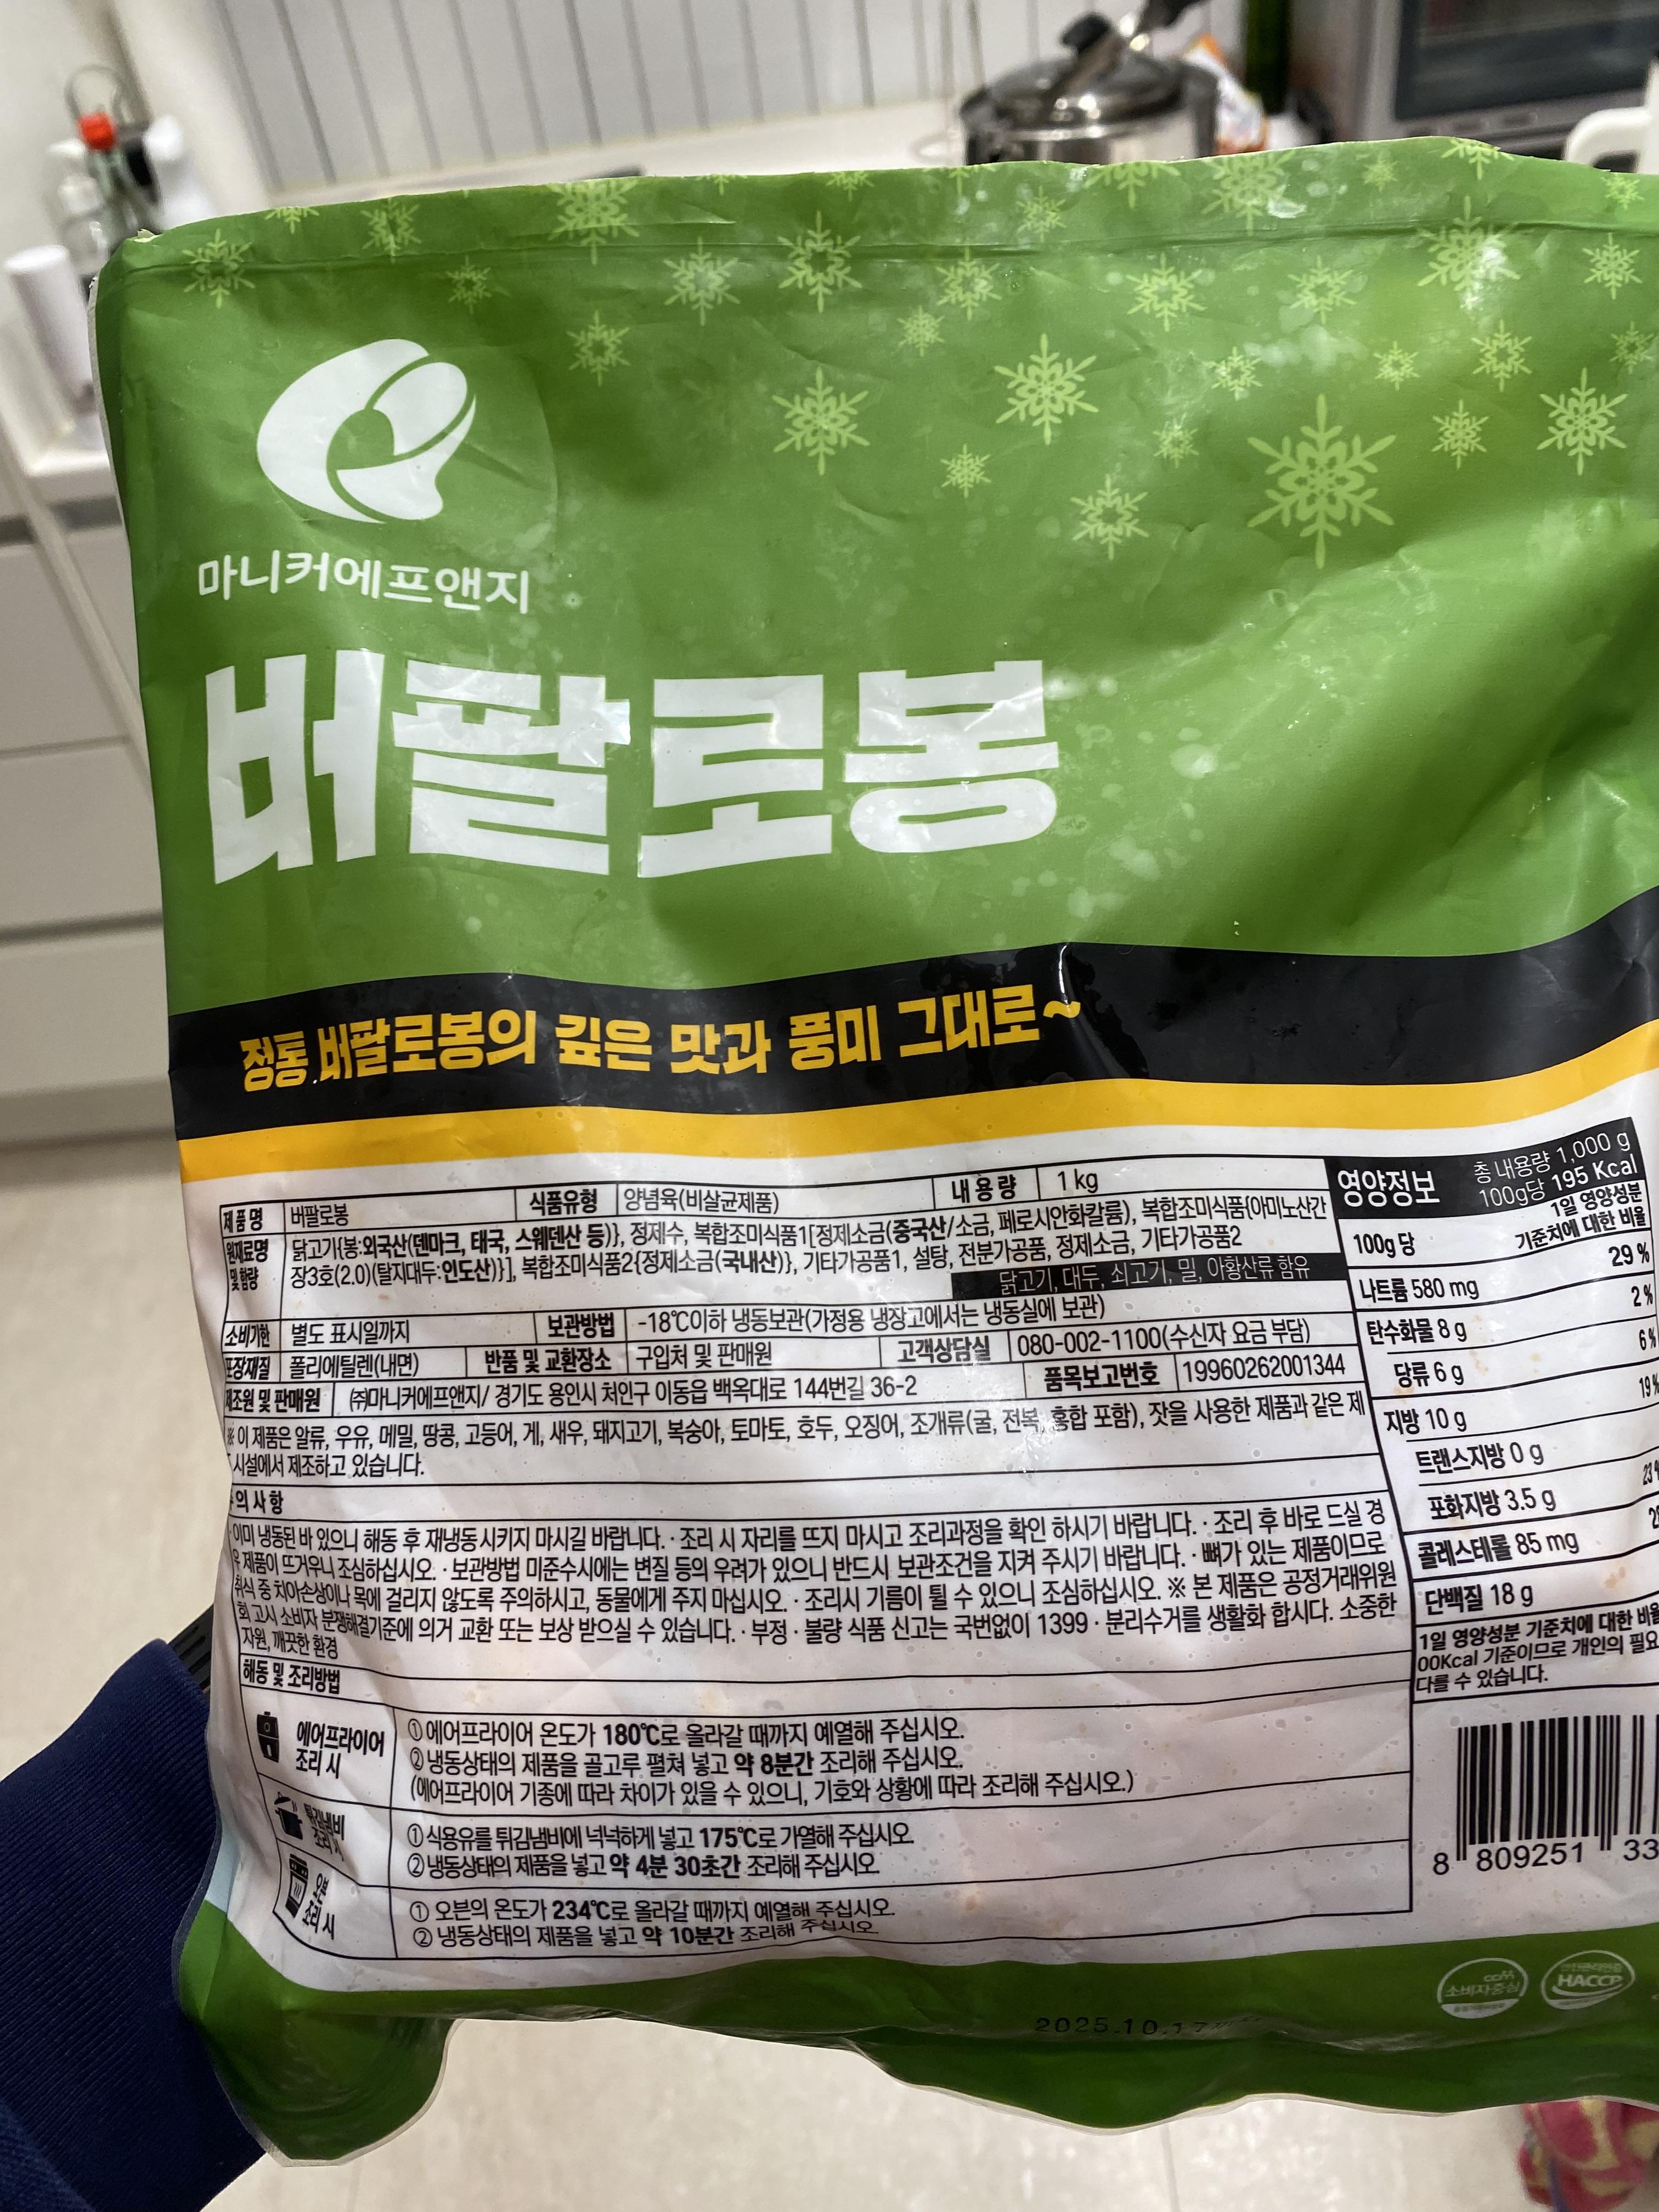 마니커에프앤지
버팔로봉
정통 버팔로봉의 깊은 맛과 풍미 그대로~
제품명 버팔로봉 식품유형 양념육(비살균제품) 내용량 1 kg
원재료명 및 함량
닭고기{봉:외국산(덴마크, 태국, 스웨덴산 등)}, 정제수, 복합조미식품1[정제소금(중국산/소금, 페로시안화칼륨), 복합조미식품{아미노산간
장3호(2.0)(탈지대두:인도산)}], 복합조미식품2{정제소금(국내산)}, 기타가공품1, 설탕, 전분가공품, 정제소금, 기타가공품2
닭고기, 대두, 쇠고기, 밀, 아황산류 함유
소비기한 별도 표시일까지 보관방법 -18℃이하 냉동보관(가정용 냉장고에서는 냉동실에 보관)
포장재질 폴리에틸렌(내면) 반품 및 교환장소 구입처 및 판매원 고객상담실 080-002-1100(수신자 요금 부담)
제조원 및 판매원 ㈜마니커에프앤지/ 경기도 용인시 처인구 이동읍 백옥대로 144번길 36-2 품목보고번호 19960262001344
※ 이 제품은 알류, 우유, 메밀, 땅콩, 고등어, 게, 새우, 돼지고기, 복숭아, 토마토, 호두, 오징어, 조개류(굴, 전복, 홍합 포함), 잣을 사용한 제품과 같은 제
시설에서 제조하고 있습니다.
의사항
이미 냉동된 바 있으니 해동 후 재냉동시키지 마시길 바랍니다. · 조리 시 자리를 뜨지 마시고 조리과정을 확인 하시기 바랍니다. · 조리 후 바로 드실 경
우 제품이 뜨거우니 조심하십시오. · 보관방법 미준수시에는 변질 등의 우려가 있으니 반드시 보관조건을 지켜 주시기 바랍니다. · 뼈가 있는 제품이므로
취식 중 치아손상이나 목에 걸리지 않도록 주의하시고, 동물에게 주지 마십시오. · 조리시 기름이 튈 수 있으니 조심하십시오. ※ 본 제품은 공정거래위원
회 고시 소비자 분쟁해결기준에 의거 교환 또는 보상 받으실 수 있습니다. · 부정 · 불량 식품 신고는 국번없이 1399 · 분리수거를 생활화 합시다. 소중한
자원, 깨끗한 환경
해동 및 조리방법
에어프라이어 조리 시
① 에어프라이어 온도가 180℃로 올라갈 때까지 예열해 주십시오.
② 냉동상태의 제품을 골고루 펼쳐 넣고 약 8분간 조리해 주십시오.
(에어프라이어 기종에 따라 차이가 있을 수 있으니, 기호와 상황에 따라 조리해 주십시오.)
튀김냄비 조리 시
① 식용유를 튀김냄비에 넉넉하게 넣고 175℃로 가열해 주십시오.
② 냉동상태의 제품을 넣고 약 4분 30초간 조리해 주십시오.
오븐 조리 시
① 오븐의 온도가 234℃로 올라갈 때까지 예열해 주십시오.
② 냉동상태의 제품을 넣고 약 10분간 조리해 주십시오.
영양정보
총 내용량 1,000 g
100g당 195 Kcal
100g 당 1일 영양성분
기준치에 대한 비율
나트륨 580 mg 29 %
탄수화물 8 g 2 %
당류 6 g 6 %
지방 10 g 19 %
트랜스지방 0 g
포화지방 3.5 g 23
콜레스테롤 85 mg
단백질 18 g
1일 영양성분 기준치에 대한 비율
00Kcal 기준이므로 개인의 필요
다를 수 있습니다.
8 809251 33
소비자중심
CCM
HACCP
2025.10.17